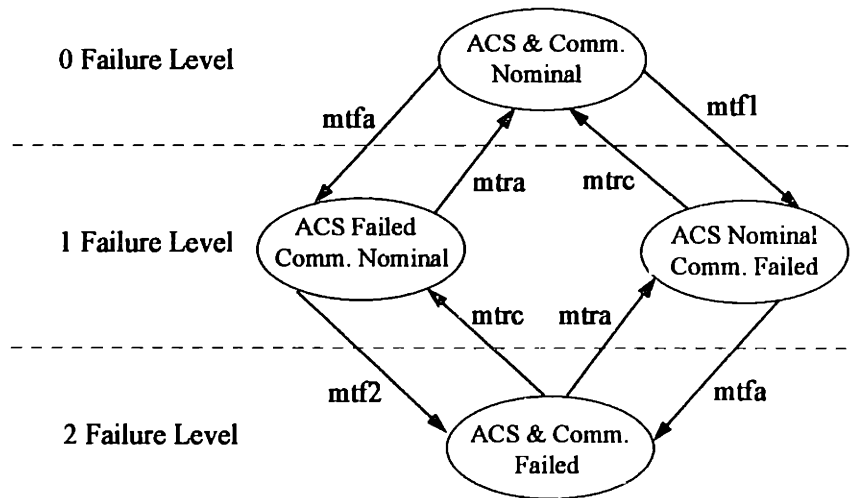 0 Failure Level
ACS & Comm.
Nominal
mtfa
mtf1
mtra
mtrc
1 Failure Level
ACS Failed
Comm. Nominal
ACS Nominal
Comm. Failed
mtrc
mtra
mtf2
mtfa
2 Failure Level
ACS & Comm.
Failed